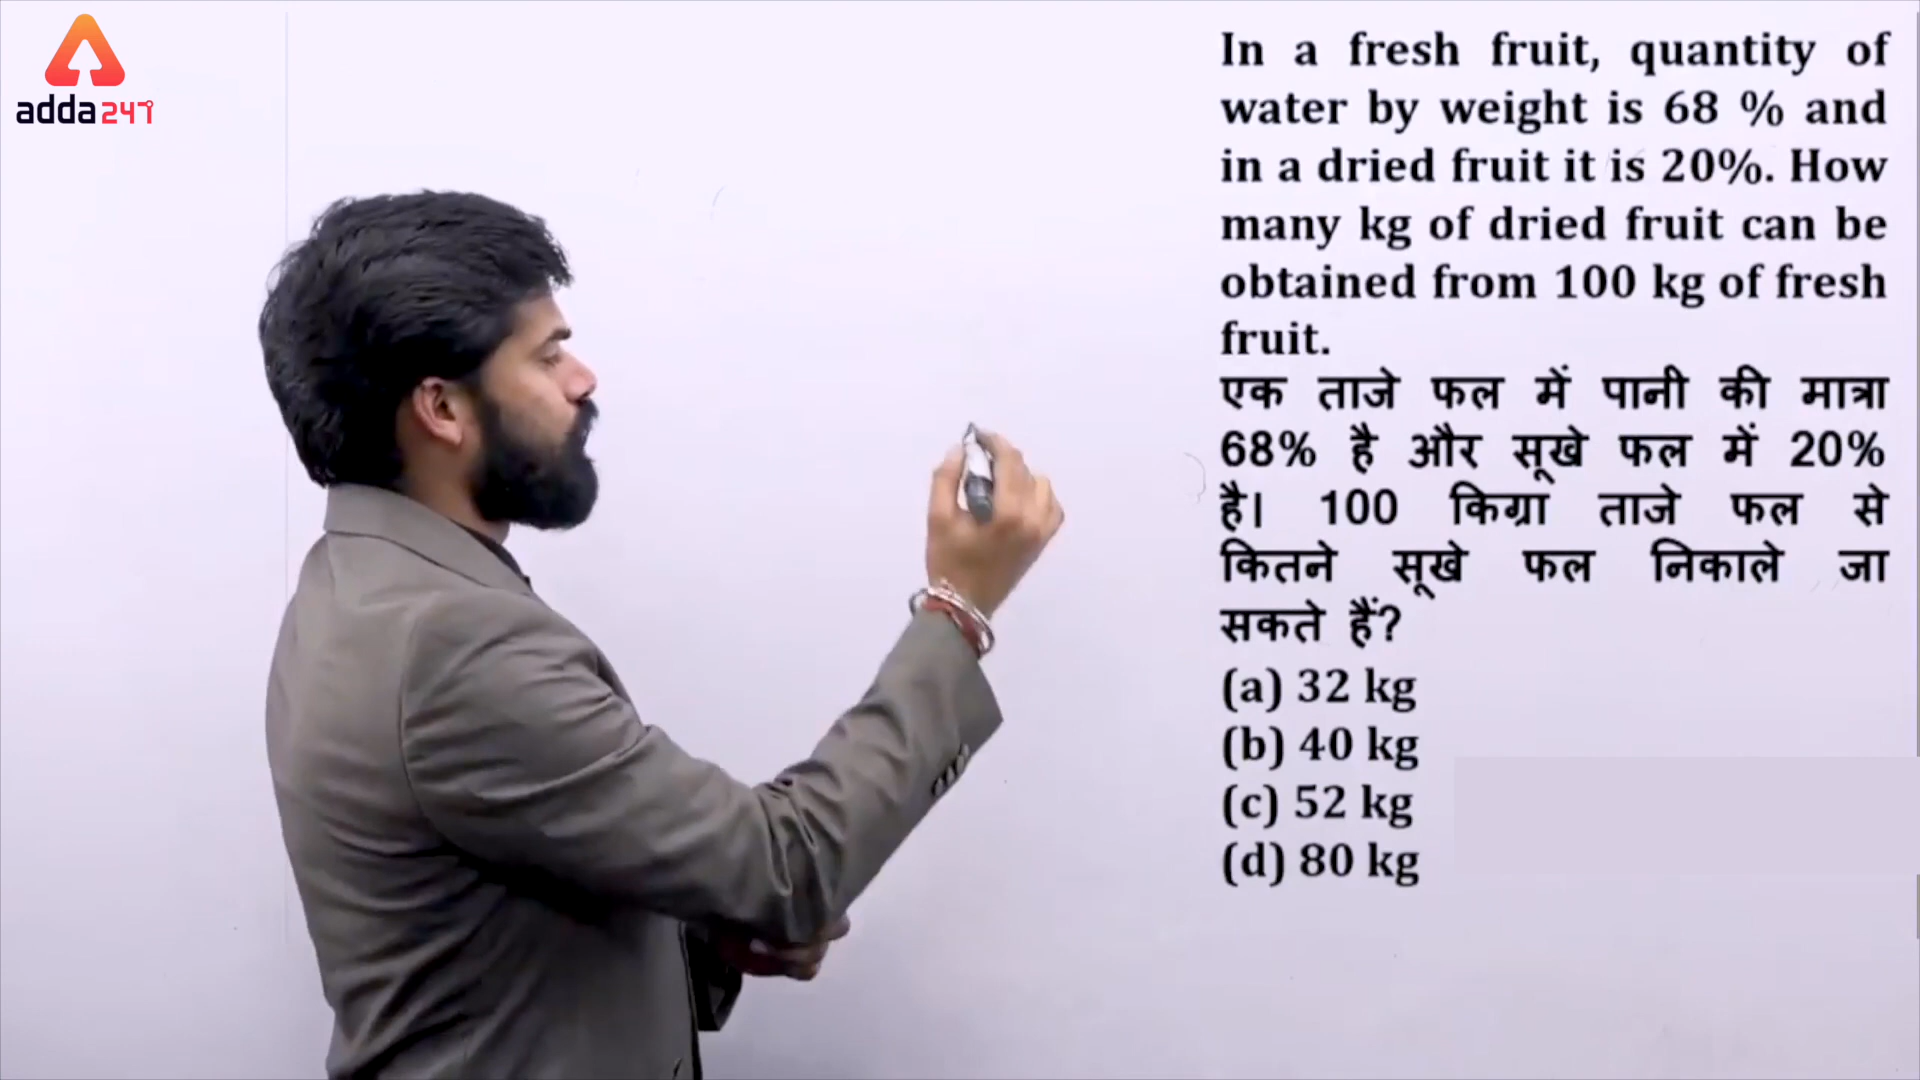 adda247
In a fresh fruit, quantity of
water by weight is 68 % and
in a dried fruit it is 20%. How
many kg of dried fruit can be
obtained from 100 kg of fresh
fruit.
एक ताजे फल में पानी की मात्रा
68% है और सूखे फल में 20%
है। 100 किग्रा ताजे फल से
कितने सूखे फल निकाले जा
सकते हैं?
(a) 32 kg
(b) 40 kg
(c) 52 kg
(d) 80 kg